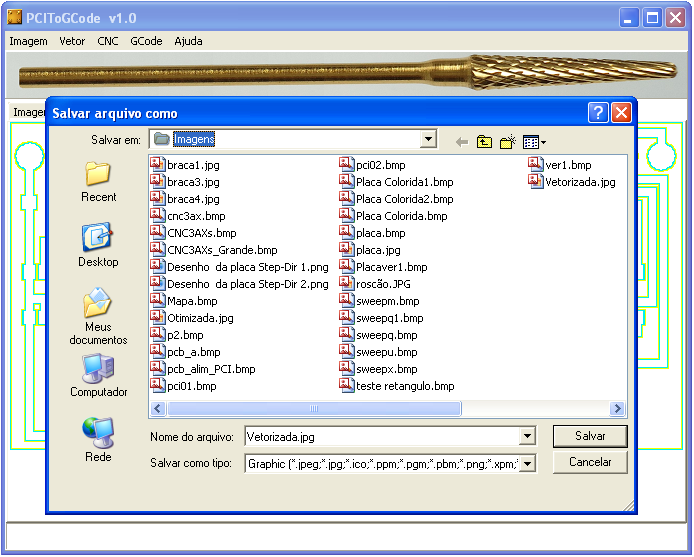 PCIToGCode v1.0
Imagem Vetor CNC GCode Ajuda
Imagem
Salvar arquivo como
Salvar em: Imagens
Recent
Desktop
Meus
documentos
Computador
Rede
braca1.jpg
braca3.jpg
braca4.jpg
cnc3ax.bmp
CNC3AXs.bmp
CNC3AXs_Grande.bmp
Desenho da placa Step-Dir 1.png
Desenho da placa Step-Dir 2.png
Mapa.bmp
Otimizada.jpg
p2.bmp
pcb_a.bmp
pcb_alim_PCI.bmp
pci01.bmp
pci02.bmp
Placa Colorida1.bmp
Placa Colorida2.bmp
Placa Colorida.bmp
placa.bmp
placa.jpg
Placaver1.bmp
roscão.JPG
sweepm.bmp
sweepq1.bmp
sweepq.bmp
sweepu.bmp
sweepx.bmp
teste retangulo.bmp
ver1.bmp
Vetorizada.jpg
Nome do arquivo: Vetorizada.jpg Salvar
Salvar como tipo: Graphic (*.jpeg;*.jpg;*.ico;*.ppm;*.pgm;*.pbm;*.png;*.xpm;* Cancelar